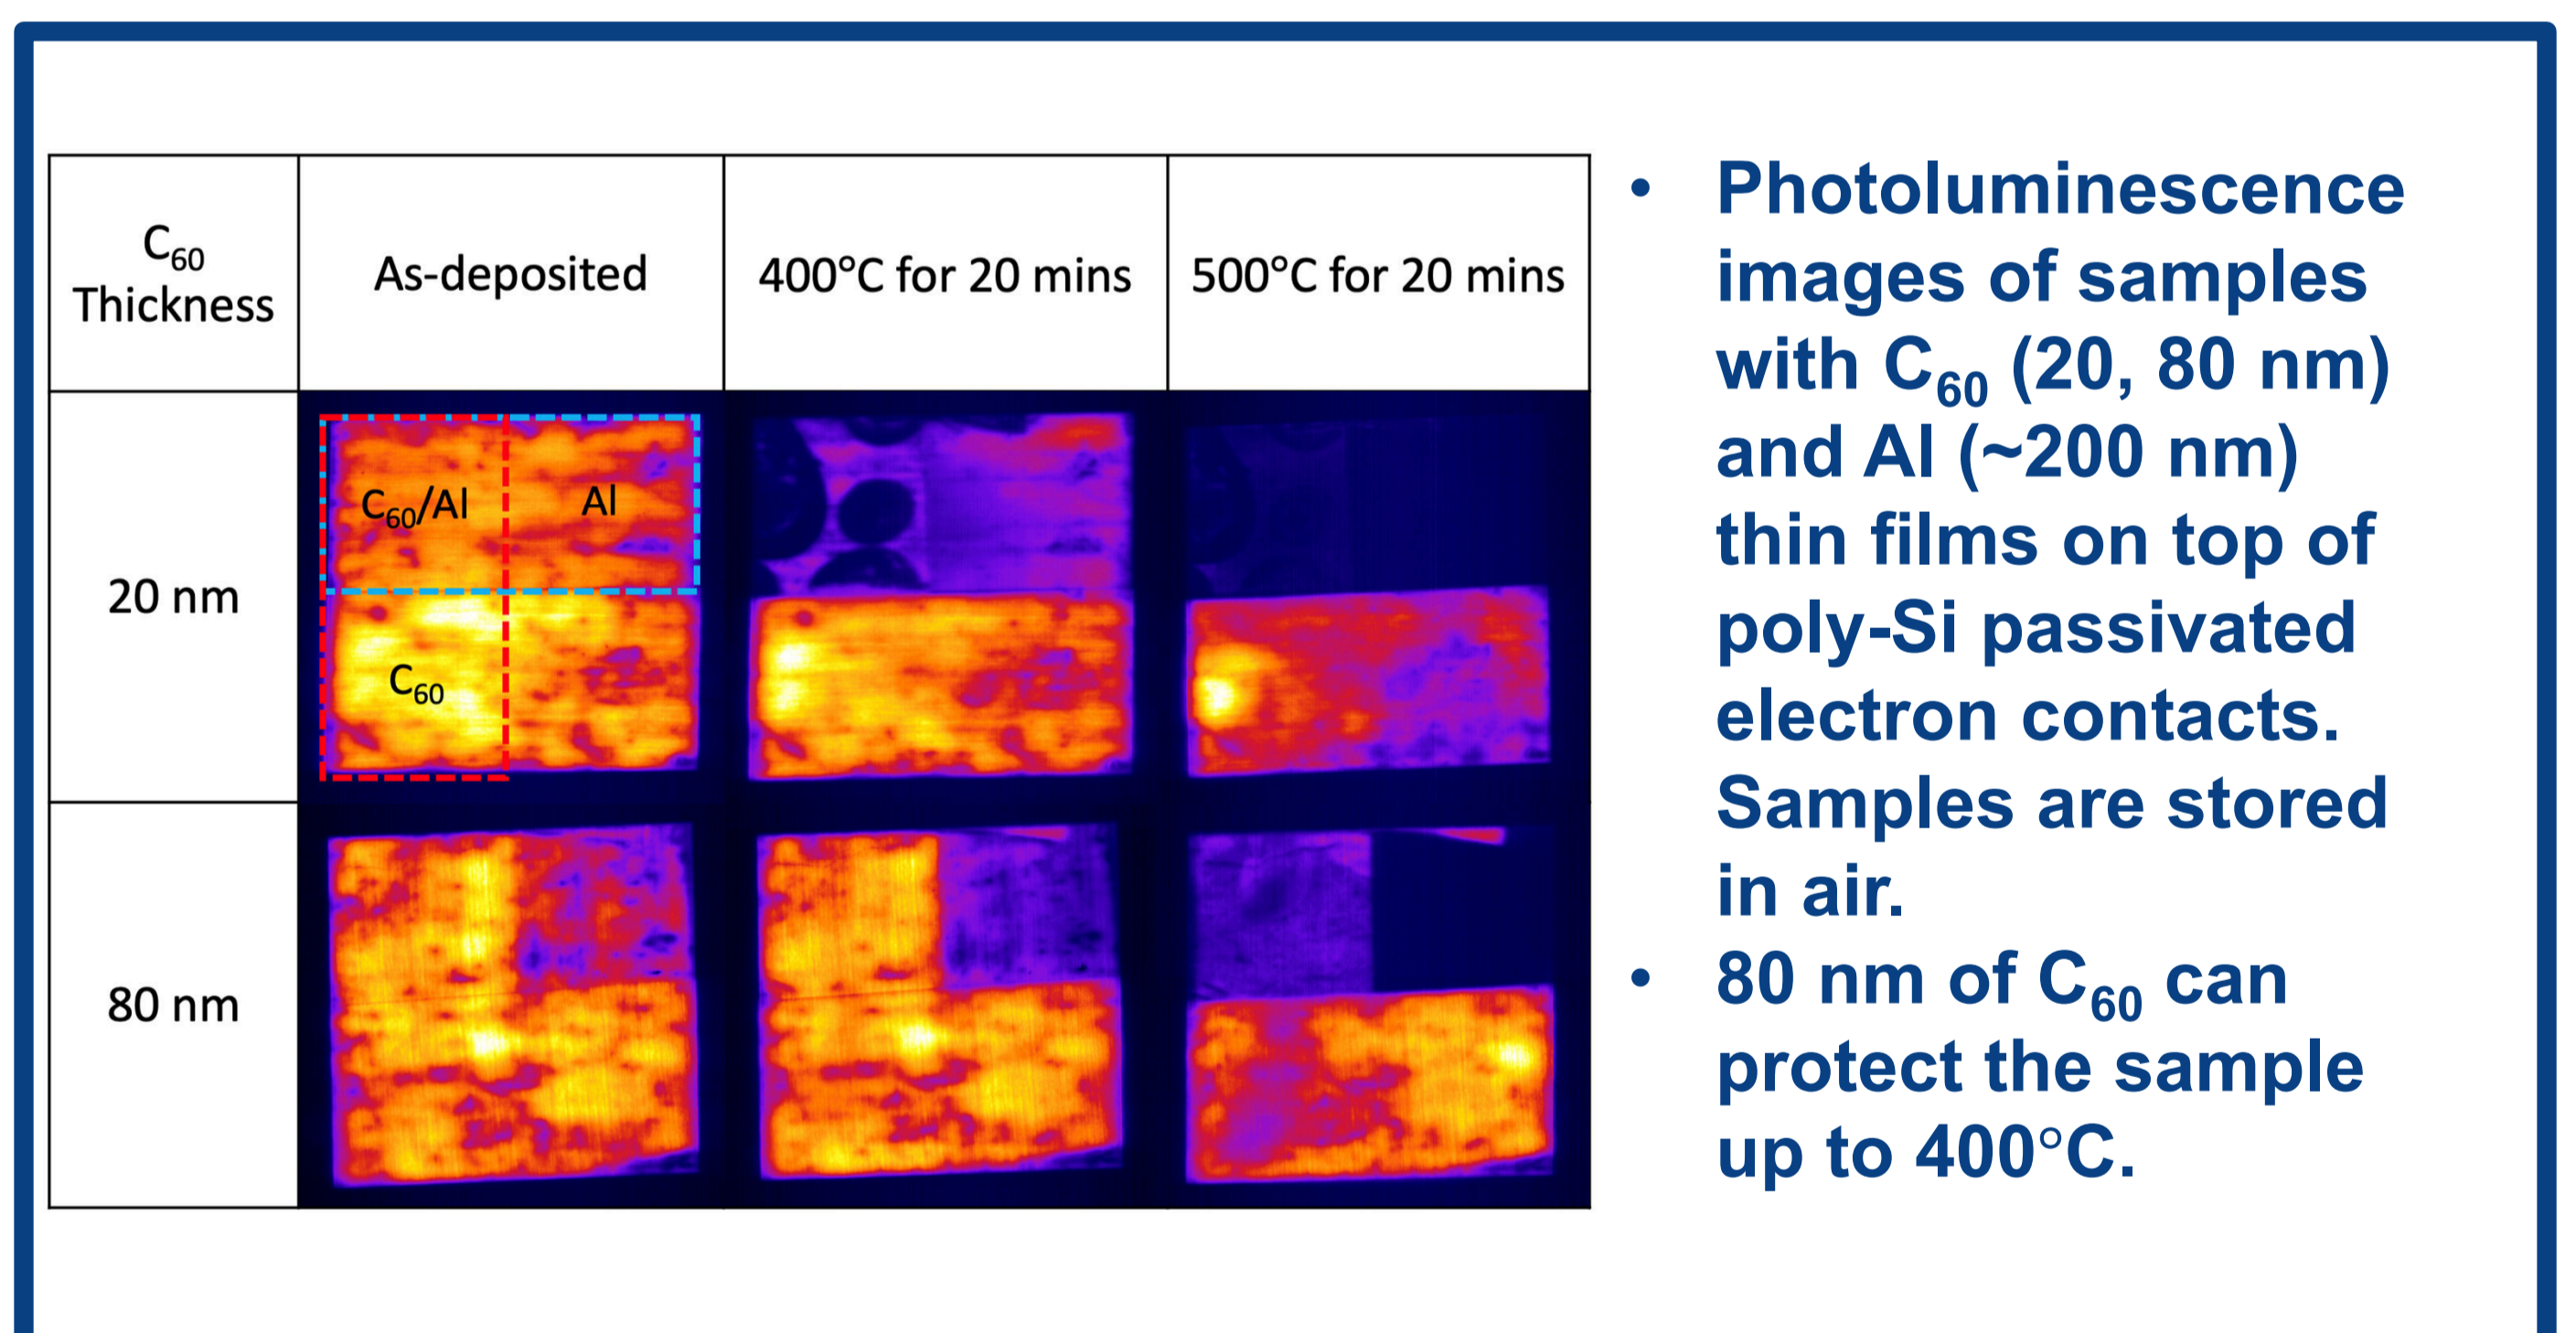 C60 Thickness
As-deposited
400°C for 20 mins
500°C for 20 mins
20 nm
C60/Al
Al
C60
80 nm
• Photoluminescence
images of samples
with C60 (20, 80 nm)
and Al (~200 nm)
thin films on top of
poly-Si passivated
electron contacts.
Samples are stored
in air.
• 80 nm of C60 can
protect the sample
up to 400°C.